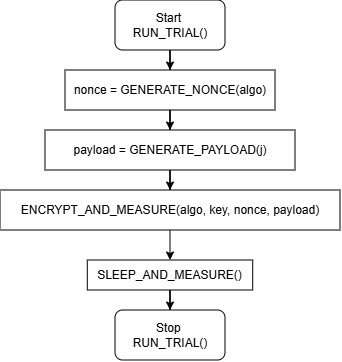 Start
RUN_TRIAL()
nonce = GENERATE_NONCE(algo)
payload = GENERATE_PAYLOAD(j)
ENCRYPT_AND_MEASURE(algo, key, nonce, payload)
SLEEP_AND_MEASURE()
Stop
RUN_TRIAL()